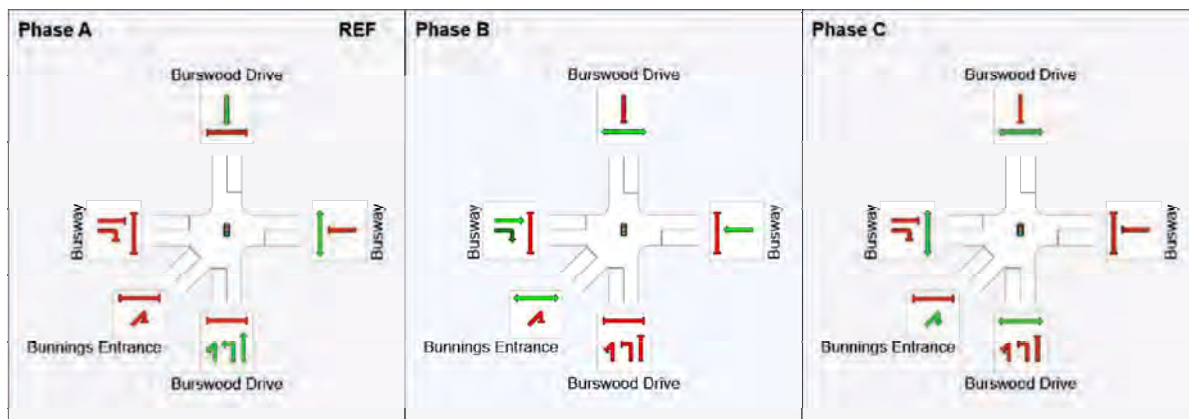 Phase A
REF
Burswood Drive
Busway
Busway
Bunnings Entrance
Burswood Drive
Phase B
Burswood Drive
Busway
Busway
Bunnings Entrance
Burswood Drive
Phase C
Burswood Drive
Busway
Busway
Bunnings Entrance
Burswood Drive